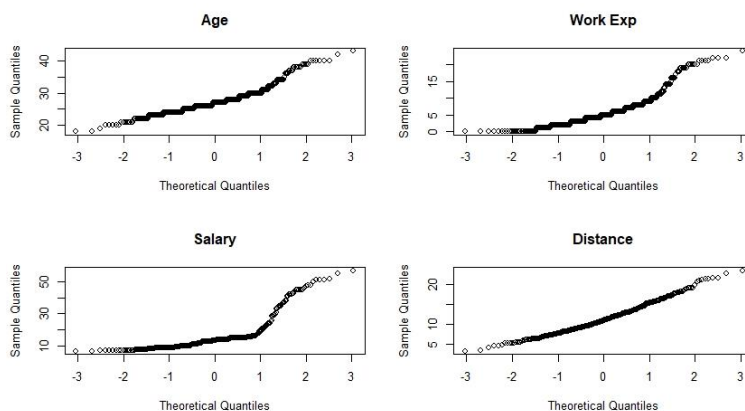 Age
Sample Quantiles
20 30 40
-3 -2 -1 0 1 2 3
Theoretical Quantiles
Work Exp
Sample Quantiles
0 5 15
-3 -2 -1 0 1 2 3
Theoretical Quantiles
Salary
Sample Quantiles
10 30 50
-3 -2 -1 0 1 2 3
Theoretical Quantiles
Distance
Sample Quantiles
5 10 20
-3 -2 -1 0 1 2 3
Theoretical Quantiles